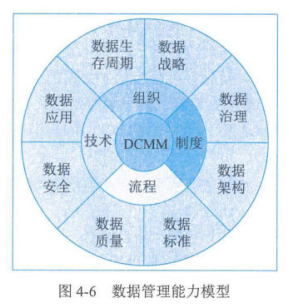 数据生
存周期
数据
战略
数据
应用
组织
数据
治理
技术
DCMM
制度
数据
安全
流程
数据
架构
数据
质量
数据
标准
图 4-6 数据管理能力模型